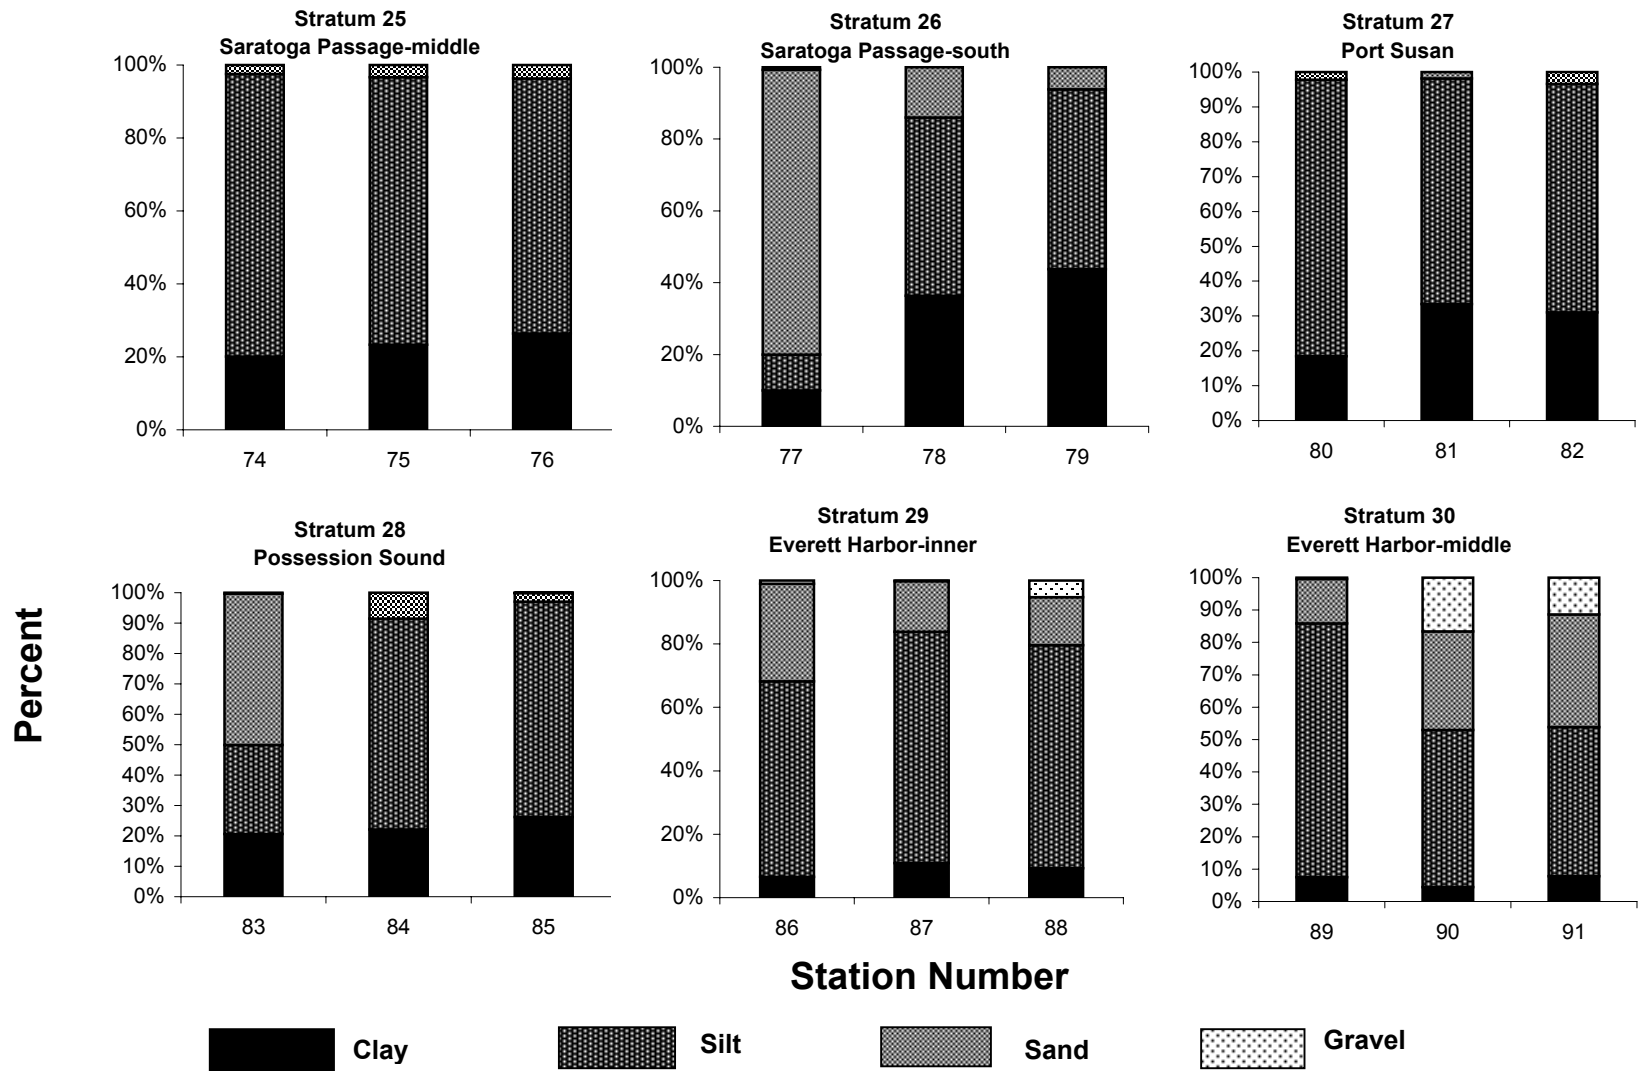 Stratum 25
Saratoga Passage-middle
100%
80%
60%
40%
20%
0%
74 75 76
Stratum 26
Saratoga Passage-south
100%
80%
60%
40%
20%
0%
77 78 79
Stratum 27
Port Susan
100%
90%
80%
70%
60%
50%
40%
30%
20%
10%
0%
80 81 82
Percent
Stratum 28
Possession Sound
100%
90%
80%
70%
60%
50%
40%
30%
20%
10%
0%
83 84 85
Stratum 29
Everett Harbor-inner
100%
80%
60%
40%
20%
0%
86 87 88
Stratum 30
Everett Harbor-middle
100%
90%
80%
70%
60%
50%
40%
30%
20%
10%
0%
89 90 91
Station Number
Clay Silt Sand Gravel